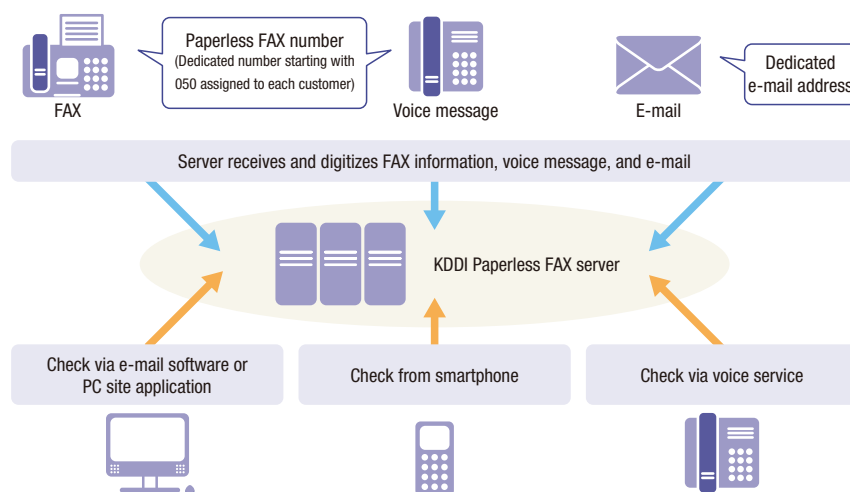 Paperless FAX number
(Dedicated number starting with
050 assigned to each customer)
Dedicated
e-mail address
FAX
Voice message
E-mail
Server receives and digitizes FAX information, voice message, and e-mail
KDDI Paperless FAX server
Check via e-mail software or
PC site application
Check from smartphone
Check via voice service